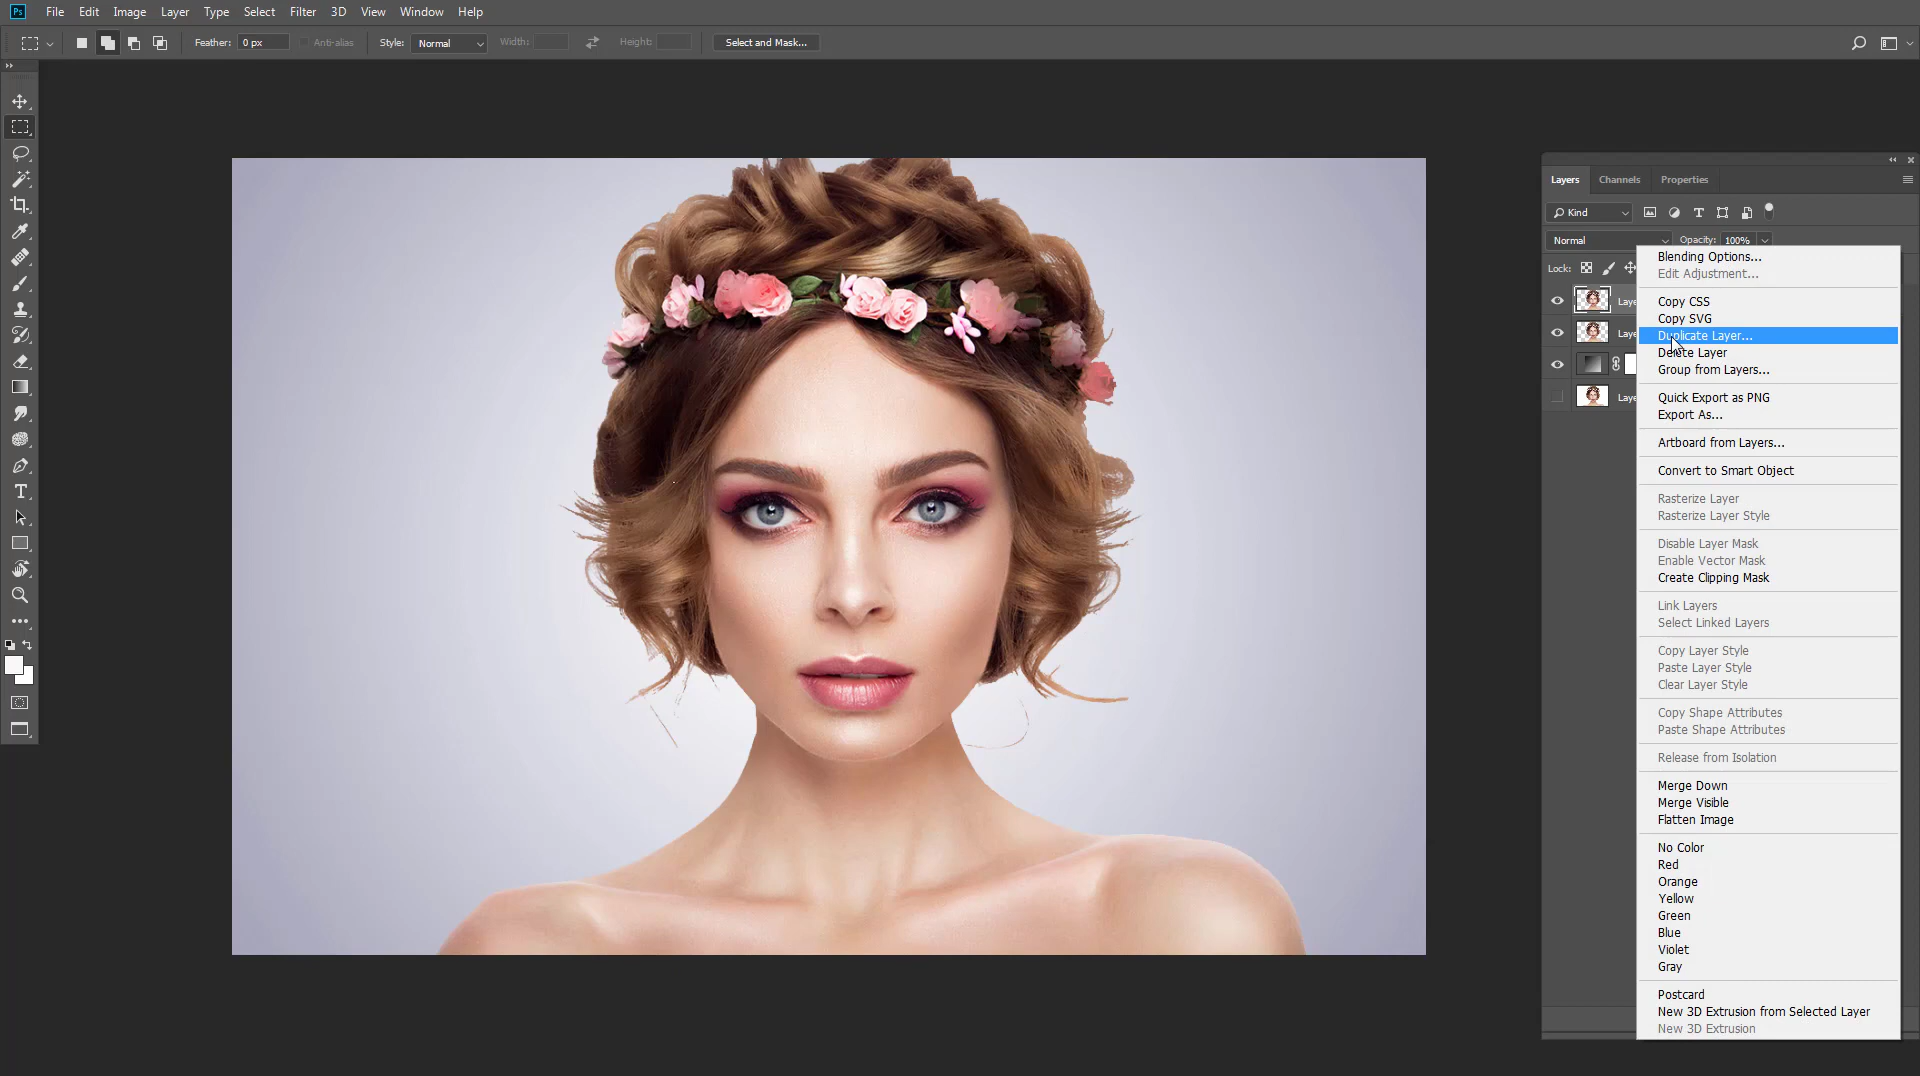 Ps File Edit Image Layer Type Select Filter 3D View Window Help
Feather: 0 px Anti-alias Style: Normal Width: Height: Select and Mask...
Layers Channels Properties
Kind
Normal Opacity: 100%
Lock:
Laye
Laye
Laye
Blending Options...
Edit Adjustment...
Copy CSS
Copy SVG
Duplicate Layer...
Delete Layer
Group from Layers...
Quick Export as PNG
Export As...
Artboard from Layers...
Convert to Smart Object
Rasterize Layer
Rasterize Layer Style
Disable Layer Mask
Enable Vector Mask
Create Clipping Mask
Link Layers
Select Linked Layers
Copy Layer Style
Paste Layer Style
Clear Layer Style
Copy Shape Attributes
Paste Shape Attributes
Release from Isolation
Merge Down
Merge Visible
Flatten Image
No Color
Red
Orange
Yellow
Green
Blue
Violet
Gray
Postcard
New 3D Extrusion from Selected Layer
New 3D Extrusion